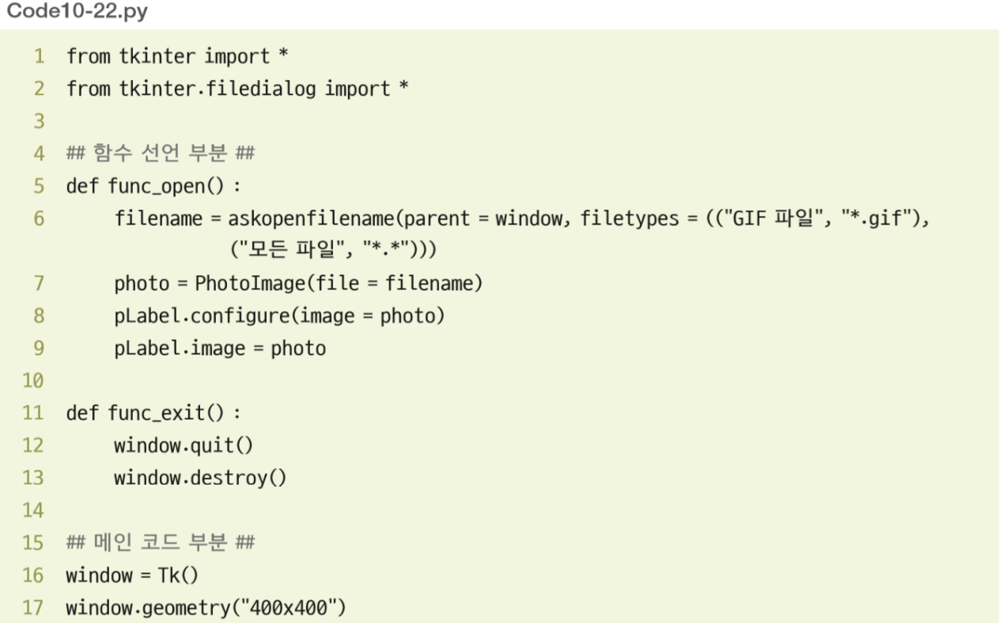 Code10-22.py
1 from tkinter import *
2 from tkinter.filedialog import *
3
4 ## 함수 선언 부분 ##
5 def func_open() :
6 filename = askopenfilename(parent = window, filetypes = (("GIF 파일", "*.gif"),
("모든 파일", "*.*")))
7 photo = PhotoImage(file = filename)
8 pLabel.configure(image = photo)
9 pLabel.image = photo
10
11 def func_exit() :
12 window.quit()
13 window.destroy()
14
15 ## 메인 코드 부분 ##
16 window = Tk()
17 window.geometry("400x400")